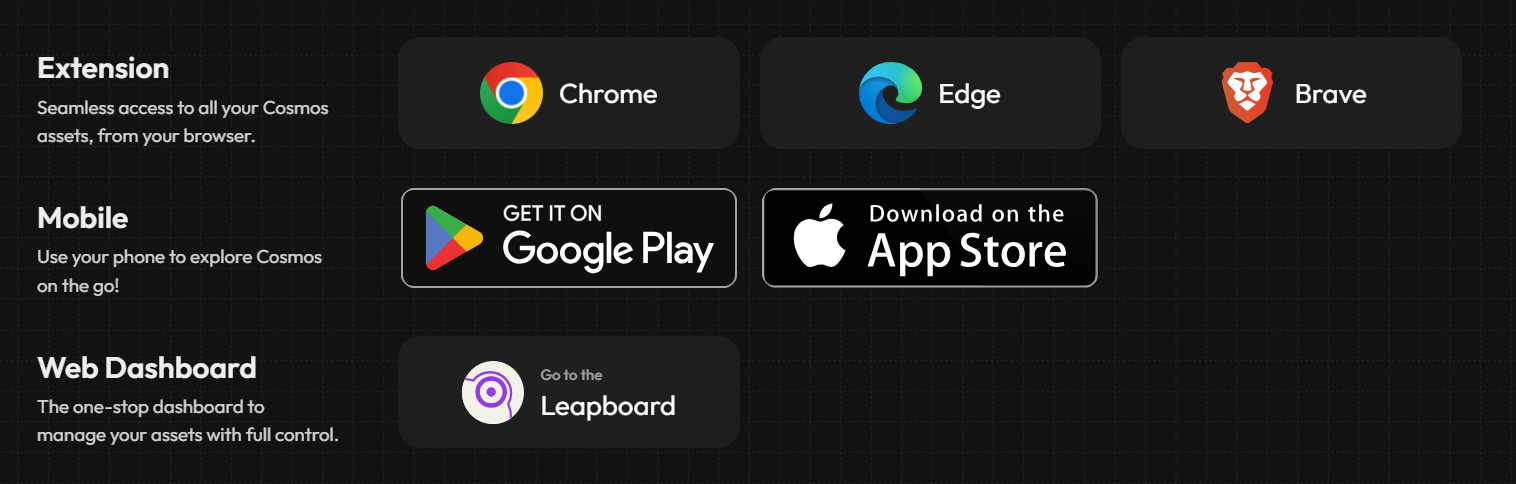 Extension
Seamless access to all your Cosmos
assets, from your browser.
Chrome
Edge
Brave
Mobile
Use your phone to explore Cosmos
on the go!
GET IT ON
Google Play
Download on the
App Store
Web Dashboard
The one-stop dashboard to
manage your assets with full control.
Go to the
Leapboard